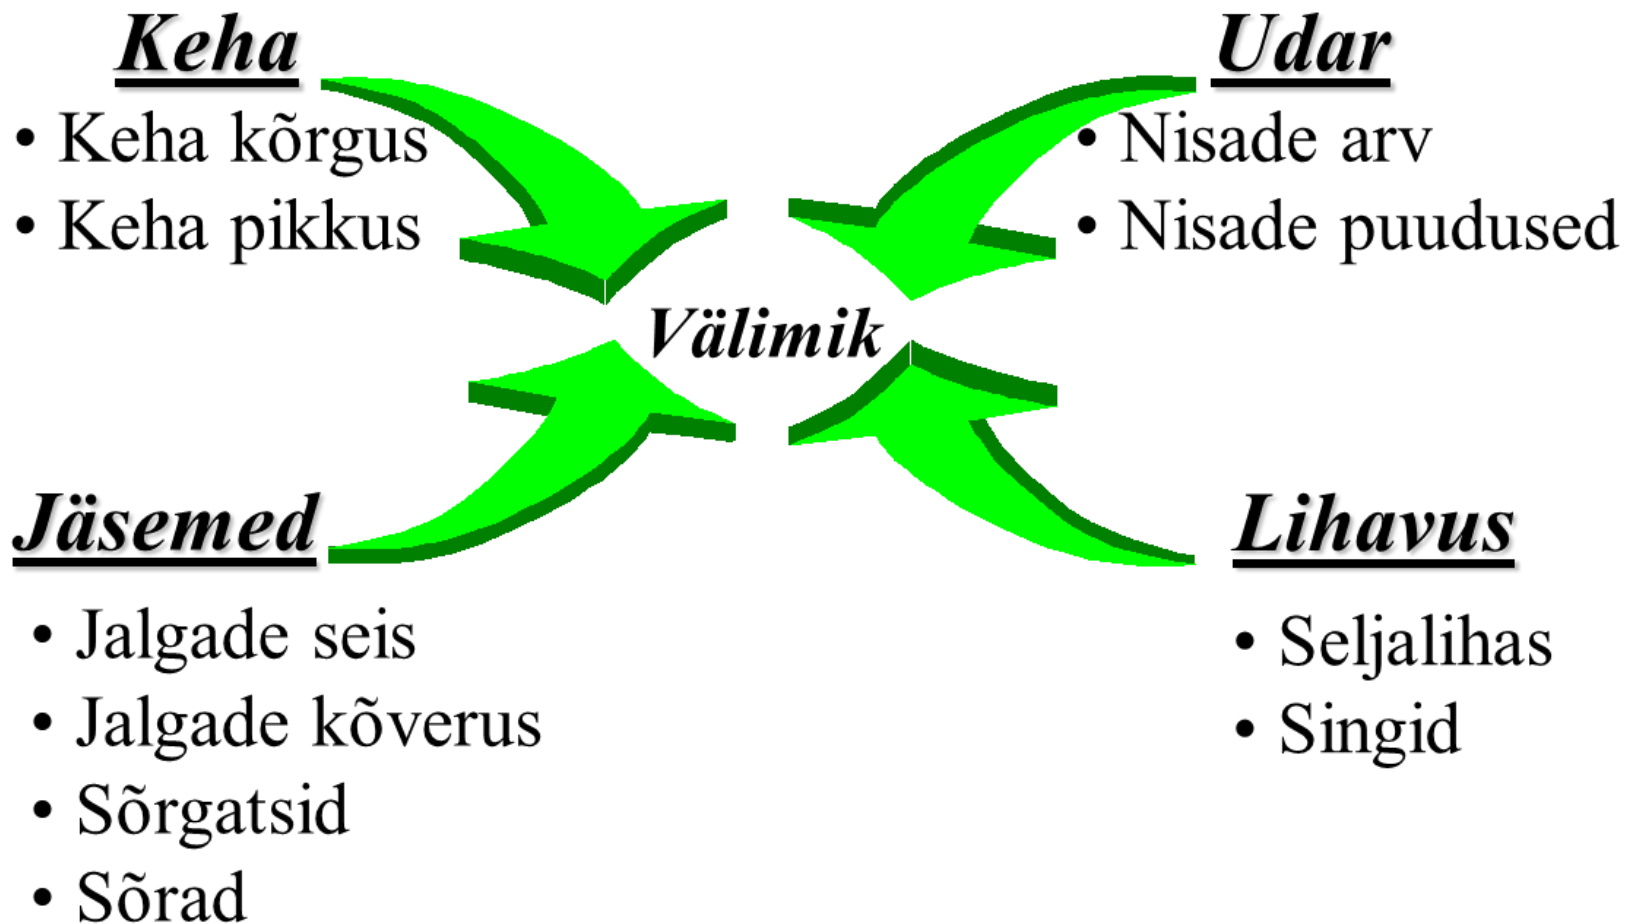 Keha
• Keha kõrgus
• Keha pikkus
Udar
• Nisade arv
• Nisade puudused
Välimik
Jäsemed
• Jalgade seis
• Jalgade kõverus
• Sõrgatsid
• Sõrad
Lihavus
• Seljalihas
• Singid